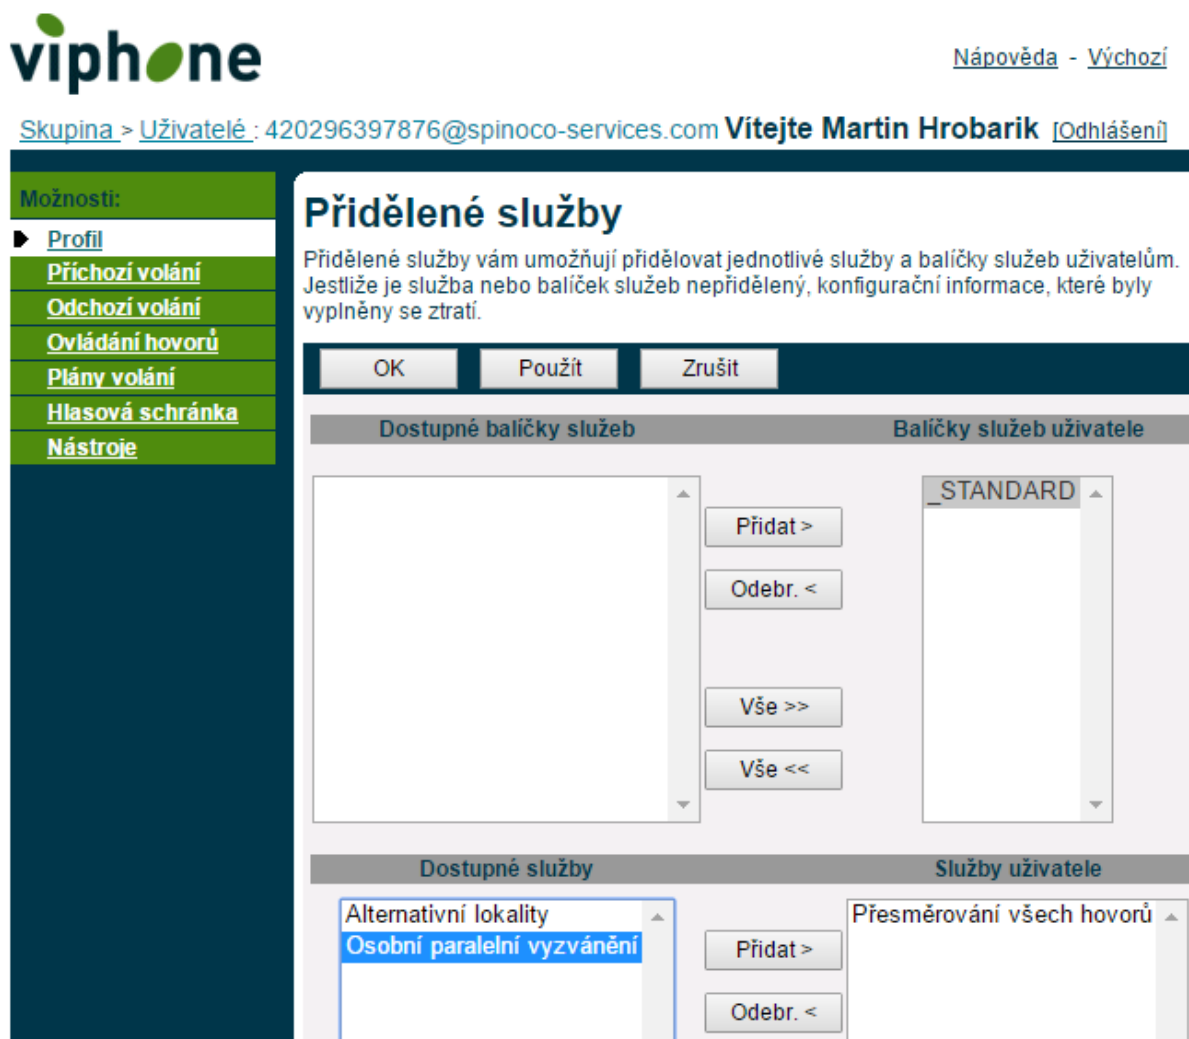 viphone
Nápověda - Výchozí
Skupina > Uživatelé : 420296397876@spinoco-services.com Vítejte Martin Hrobarik [Odhlášení]
Možnosti:
Profil
Příchozí volání
Odchozí volání
Ovládání hovorů
Plány volání
Hlasová schránka
Nástroje
Přidělené služby
Přidělené služby vám umožňují přidělovat jednotlivé služby a balíčky služeb uživatelům.
Jestliže je služba nebo balíček služeb nepřidělený, konfigurační informace, které byly
vyplněny se ztratí.
OK Použít Zrušit
Dostupné balíčky služeb Balíčky služeb uživatele
_STANDARD
Přidat >
Odebr. <
Vše >>
Vše <<
Dostupné služby Služby uživatele
Alternativní lokality Přesměrování všech hovorů
Osobní paralelní vyzvánění
Přidat >
Odebr. <